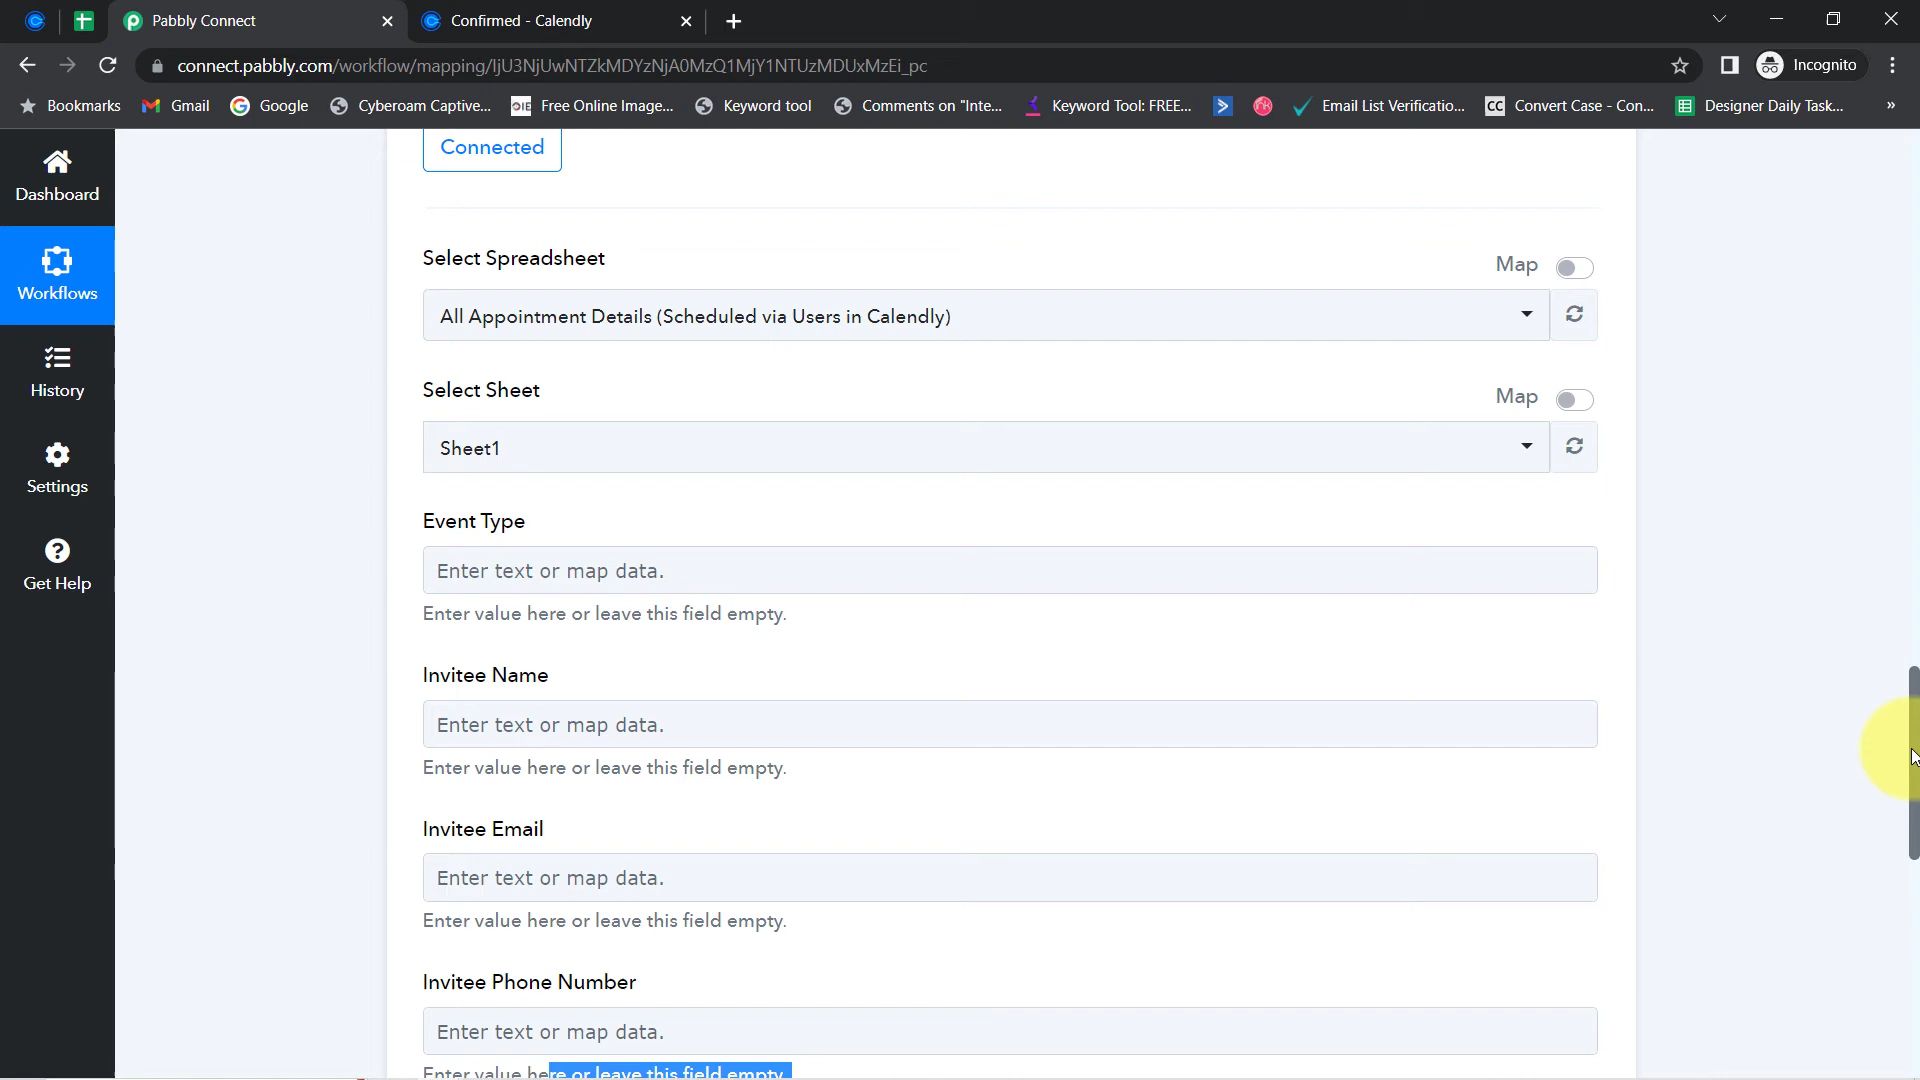 Pabbly Connect
Confirmed - Calendly
connect.pabbly.com/workflow/mapping/IjU3NjUwNTZkMDYzNjA0MzQ1MjY1NTUzMDUxMzEi_pc
Incognito
Bookmarks
Gmail
Google
Cyberoam Captive...
OIE
Free Online Image...
Keyword tool
Comments on "Inte...
Keyword Tool: FREE...
CC
Email List Verificatio...
Convert Case - Con...
Designer Daily Task...
»
Dashboard
Workflows
History
Settings
Get Help
Connected
Select Spreadsheet
Map
All Appointment Details (Scheduled via Users in Calendly)
Select Sheet
Map
Sheet1
Event Type
Enter text or map data.
Enter value here or leave this field empty.
Invitee Name
Enter text or map data.
Enter value here or leave this field empty.
Invitee Email
Enter text or map data.
Enter value here or leave this field empty.
Invitee Phone Number
Enter text or map data.
Enter value here or leave this field empty.